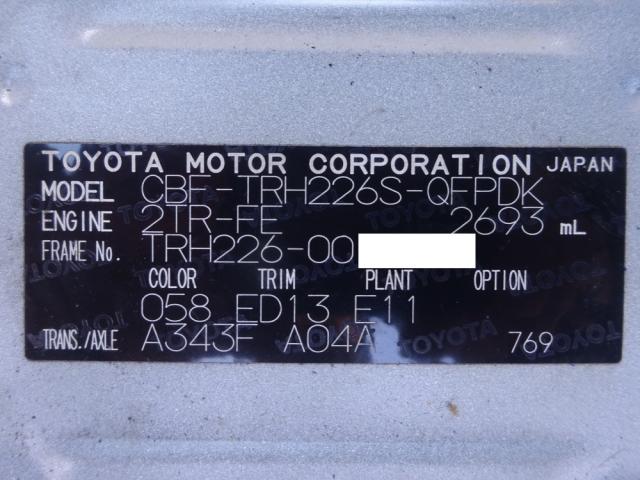 TOYOTA MOTOR CORPORATION JAPAN
MODEL CBF-TRH226S-QFPDK
ENGINE 2TR-FE 2693 mL
FRAME No. TRH226-00
COLOR TRIM PLANT OPTION
058 ED13 E11
TRANS./AXLE A343F A04A 769